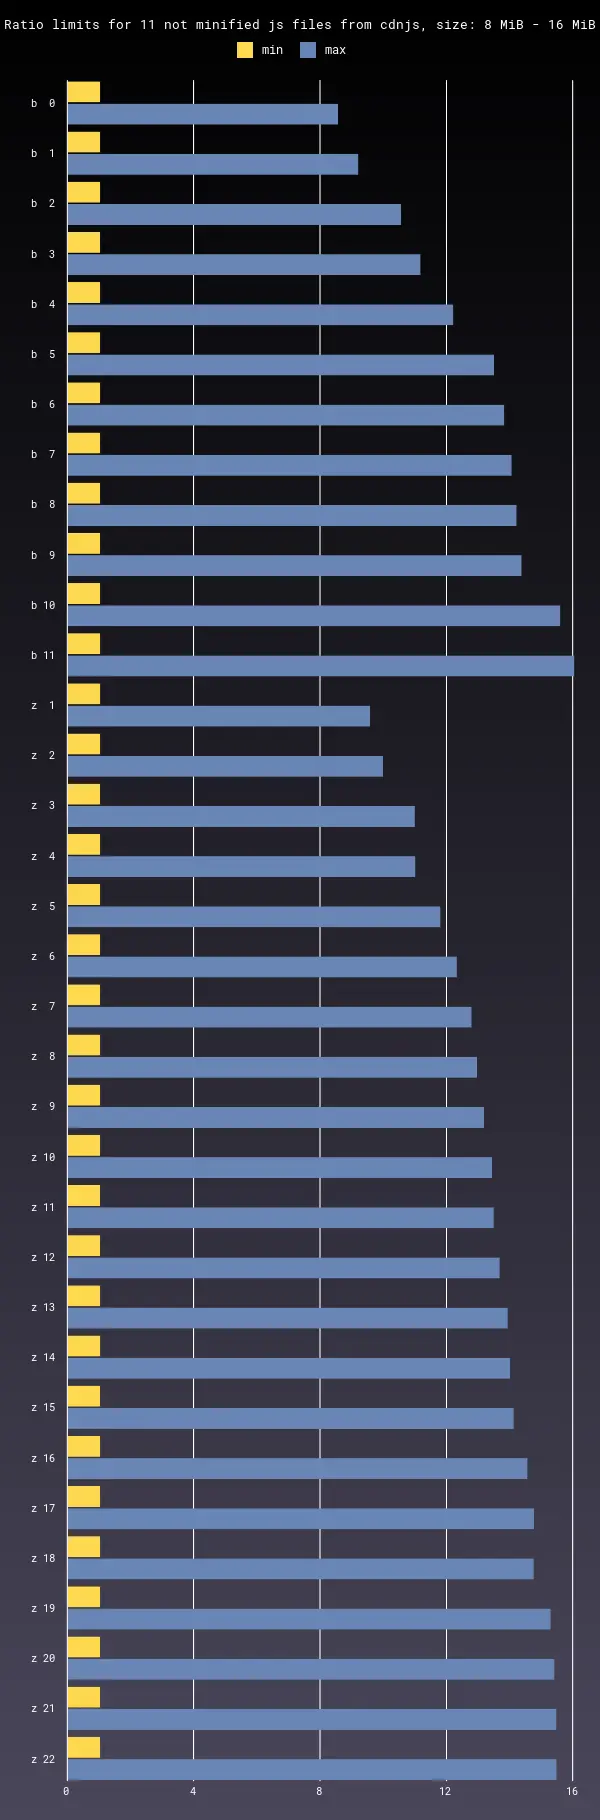 Ratio limits for 11 not minified js files from cdnjs, size: 8 MiB - 16 MiB
min max
b 0
b 1
b 2
b 3
b 4
b 5
b 6
b 7
b 8
b 9
b 10
b 11
z 1
z 2
z 3
z 4
z 5
z 6
z 7
z 8
z 9
z 10
z 11
z 12
z 13
z 14
z 15
z 16
z 17
z 18
z 19
z 20
z 21
z 22
0 4 8 12 16